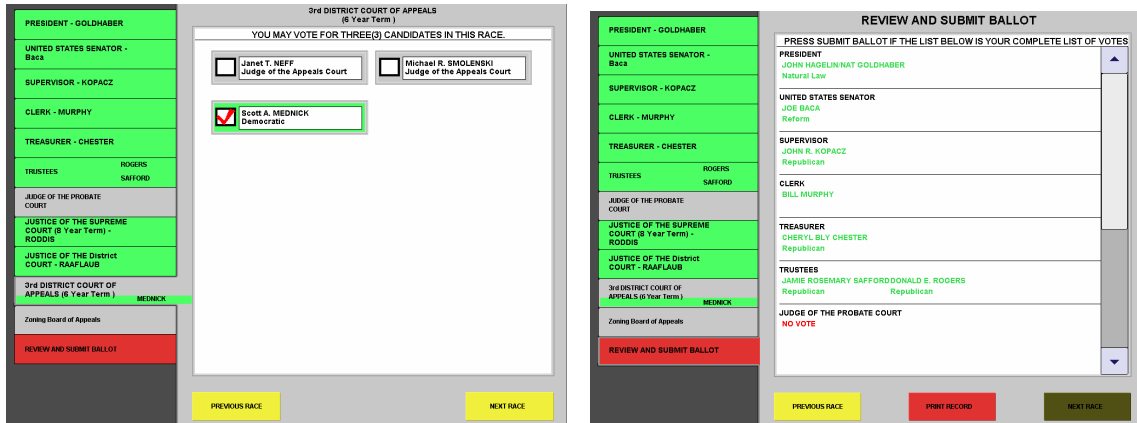 PRESIDENT - GOLDHABER
UNITED STATES SENATOR -
Baca
SUPERVISOR - KOPACZ
CLERK - MURPHY
TREASURER - CHESTER
TRUSTEES
ROGERS
SAFFORD
JUDGE OF THE PROBATE
COURT
JUSTICE OF THE SUPREME
COURT (8 Year Term) -
RODDIS
JUSTICE OF THE District
COURT - RAAFLAUB
3rd DISTRICT COURT OF
APPEALS (6 Year Term )
MEDNICK
Zoning Board of Appeals
REVIEW AND SUBMIT BALLOT
3rd DISTRICT COURT OF APPEALS
(6 Year Term )
YOU MAY VOTE FOR THREE(3) CANDIDATES IN THIS RACE.
Janet T. NEFF
Judge of the Appeals Court
Michael R. SMOLENSKI
Judge of the Appeals Court
Scott A. MEDNICK
Democratic
PREVIOUS RACE
NEXT RACE
PRESIDENT - GOLDHABER
UNITED STATES SENATOR -
Baca
SUPERVISOR - KOPACZ
CLERK - MURPHY
TREASURER - CHESTER
TRUSTEES
ROGERS
SAFFORD
JUDGE OF THE PROBATE
COURT
JUSTICE OF THE SUPREME
COURT (8 Year Term) -
RODDIS
JUSTICE OF THE District
COURT - RAAFLAUB
3rd DISTRICT COURT OF
APPEALS (6 Year Term )
MEDNICK
Zoning Board of Appeals
REVIEW AND SUBMIT BALLOT
REVIEW AND SUBMIT BALLOT
PRESS SUBMIT BALLOT IF THE LIST BELOW IS YOUR COMPLETE LIST OF VOTES
PRESIDENT
JOHN HAGELIN/NAT GOLDHABER
Natural Law
UNITED STATES SENATOR
JOE BACA
Reform
SUPERVISOR
JOHN R. KOPACZ
Republican
CLERK
BILL MURPHY
TREASURER
CHERYL BLY CHESTER
Republican
TRUSTEES
JAMIE ROSEMARY SAFFORDDONALD E. ROGERS
Republican Republican
JUDGE OF THE PROBATE COURT
NO VOTE
PREVIOUS RACE
PRINT RECORD
NEXT RACE